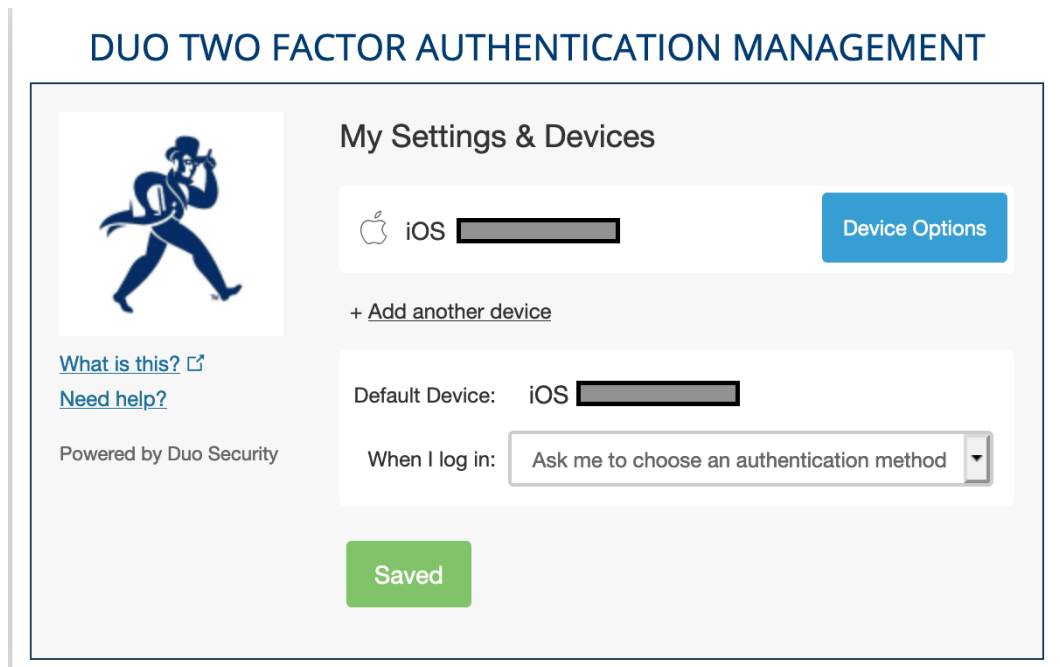 DUO TWO FACTOR AUTHENTICATION MANAGEMENT
My Settings & Devices
iOS
Device Options
+ Add another device
What is this?
Need help?
Powered by Duo Security
Default Device: iOS
When I log in: Ask me to choose an authentication method
Saved